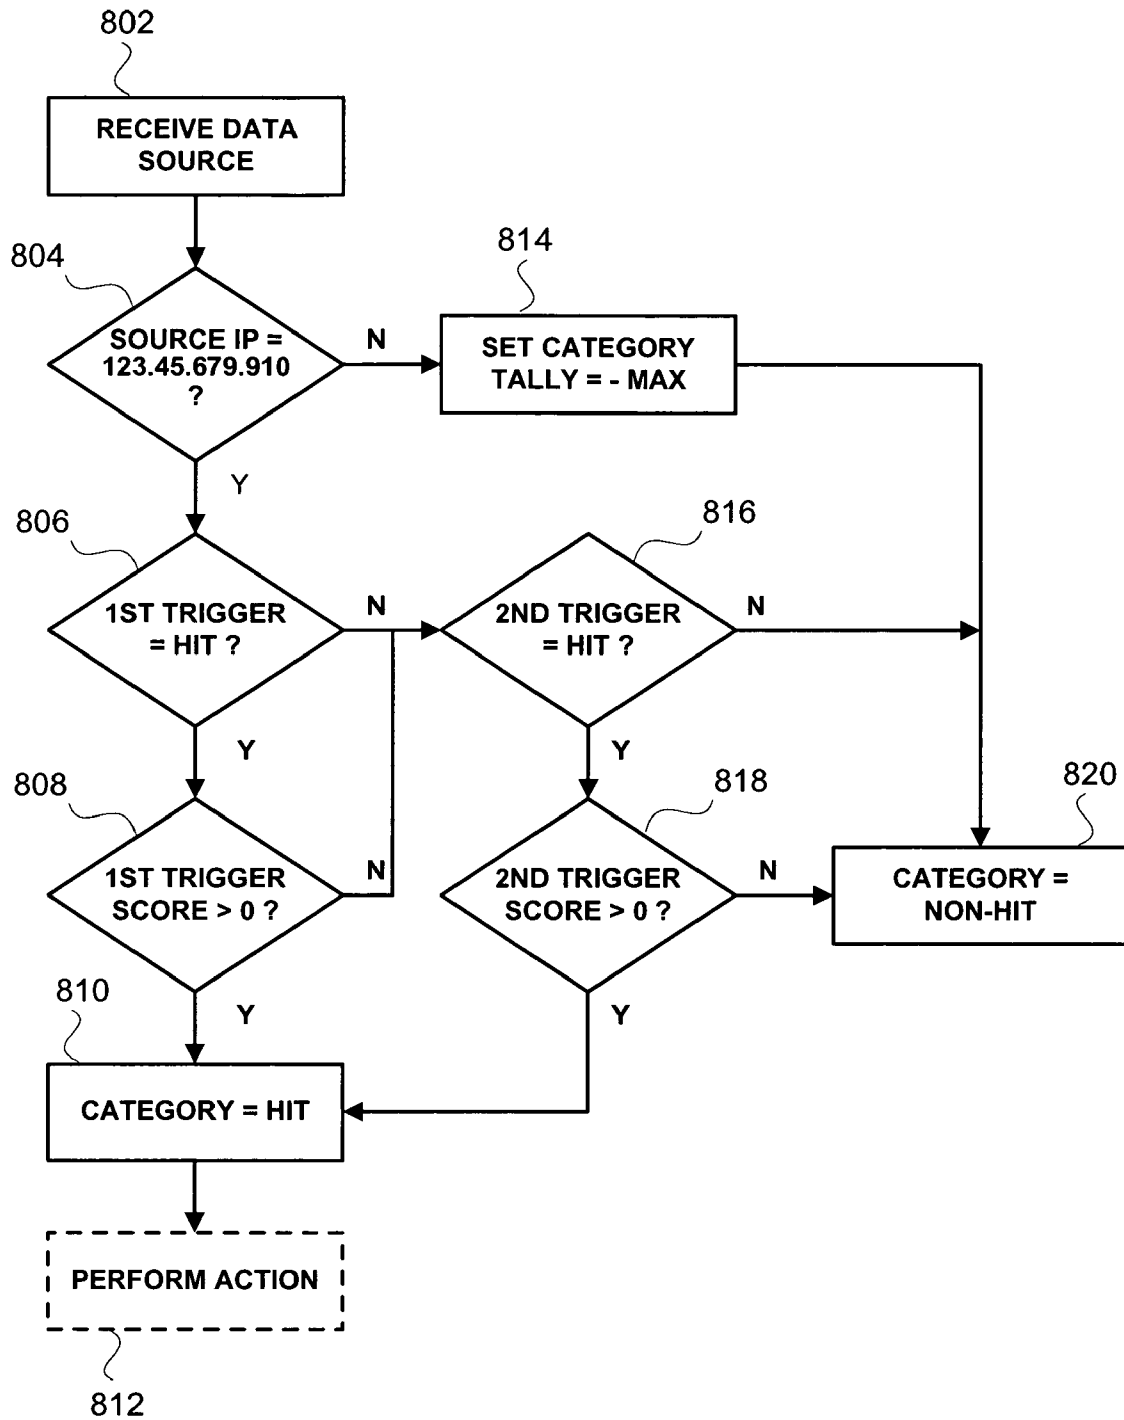 802
RECEIVE DATA
SOURCE
804
SOURCE IP =
123.45.679.910
?
N
814
SET CATEGORY
TALLY = - MAX
Y
806
1ST TRIGGER
= HIT ?
N
816
2ND TRIGGER
= HIT ?
N
Y
Y
808
1ST TRIGGER
SCORE > 0 ?
N
818
2ND TRIGGER
SCORE > 0 ?
N
820
CATEGORY =
NON-HIT
Y
Y
810
CATEGORY = HIT
PERFORM ACTION
812